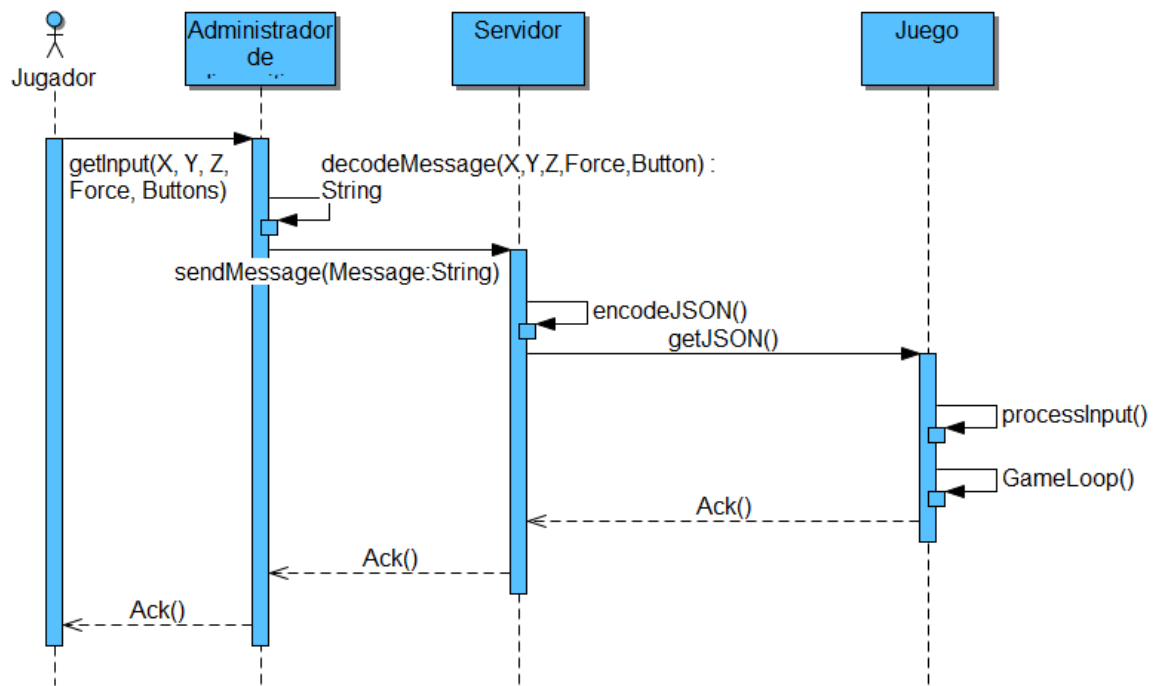 Jugador
Administrador
de
Servidor
Juego
getInput(X, Y, Z,
Force, Buttons)
decodeMessage(X,Y,Z,Force,Button) :
String
sendMessage(Message:String)
encodeJSON()
getJSON()
processInput()
GameLoop()
Ack()
Ack()
Ack()